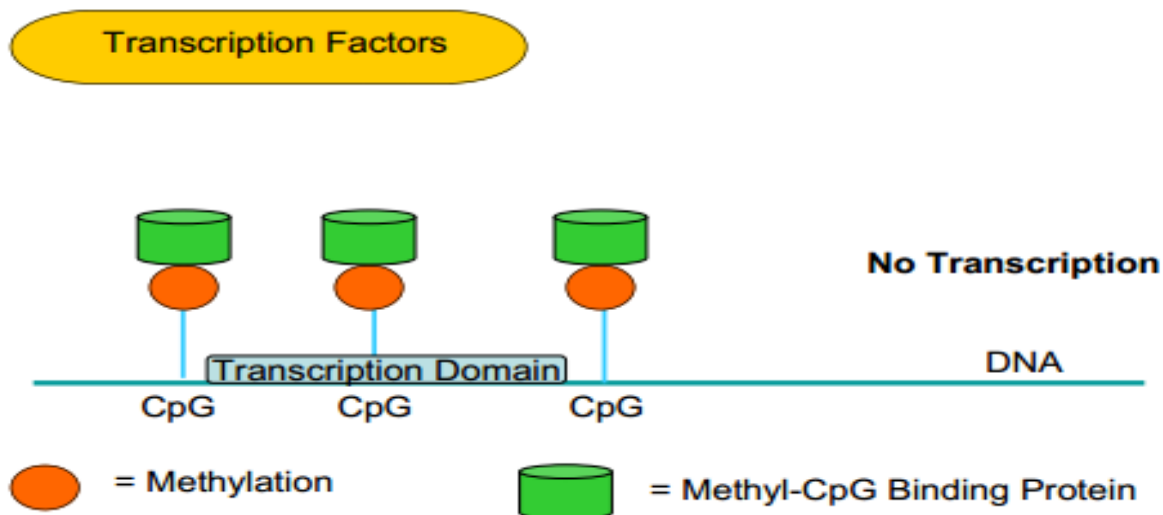 Transcription Factors
No Transcription
Transcription Domain
DNA
CpG
CpG
CpG
= Methylation
= Methyl-CpG Binding Protein